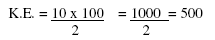 K.E. = 10 x 100 = 1000 = 500
2 2